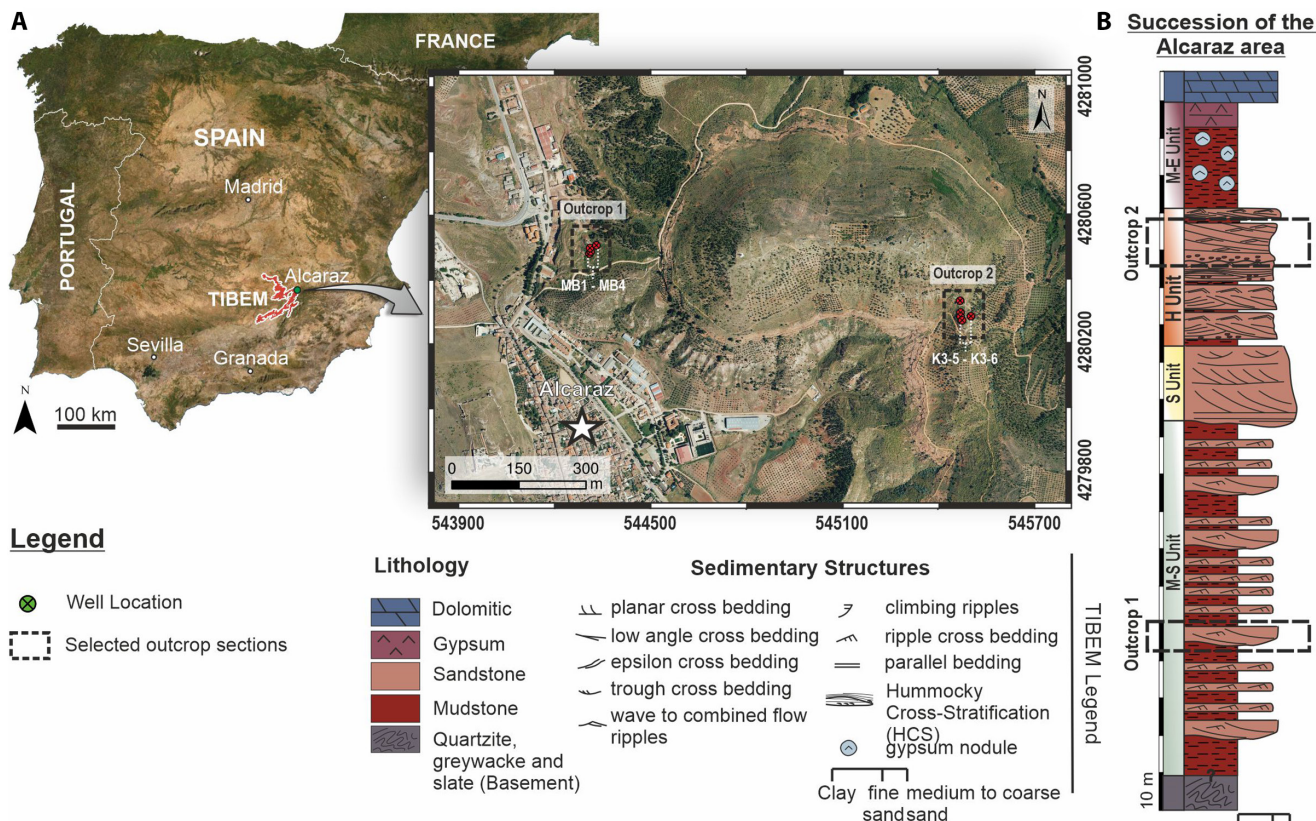 A
FRANCE
SPAIN
PORTUGAL
Madrid
Alcaraz
TIBEM
Sevilla
Granada
N
100 km
N
Outcrop 1
MB1 - MB4
Outcrop 2
K3-5 - K3-6
Alcaraz
0 150 300
m
4281000
4280600
4280200
4279800
543900 544500 545100 545700
B
Succession of the
Alcaraz area
M-E Unit
H Unit
S Unit
M-S Unit
Outcrop 2
Outcrop 1
?
10 m
Legend
Well Location
Selected outcrop sections
Lithology
Dolomitic
Gypsum
Sandstone
Mudstone
Quartzite,
greywacke and
slate (Basement)
Sedimentary Structures
planar cross bedding
low angle cross bedding
epsilon cross bedding
trough cross bedding
wave to combined flow
ripples
climbing ripples
ripple cross bedding
parallel bedding
Hummocky
Cross-Stratification
(HCS)
gypsum nodule
Clay fine medium to coarse
sand sand
TIBEM Legend